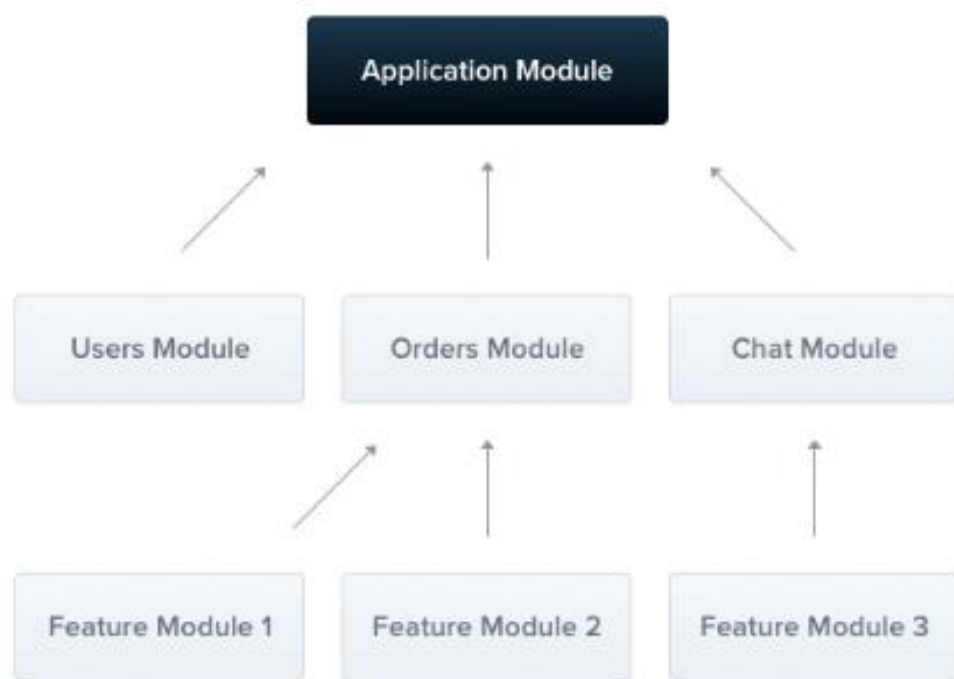 Application Module
Users Module
Orders Module
Chat Module
Feature Module 1
Feature Module 2
Feature Module 3